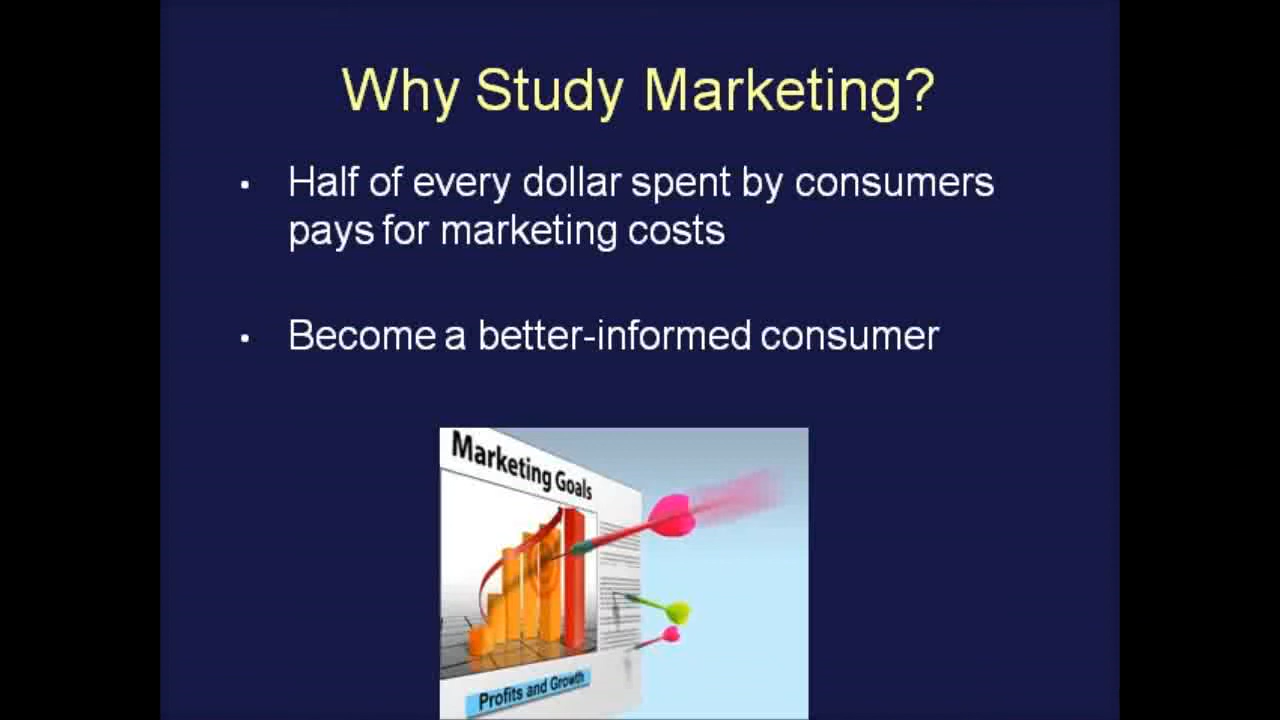 Why Study Marketing?
• Half of every dollar spent by consumers
pays for marketing costs
• Become a better-informed consumer
Marketing Goals
Profits and Growth